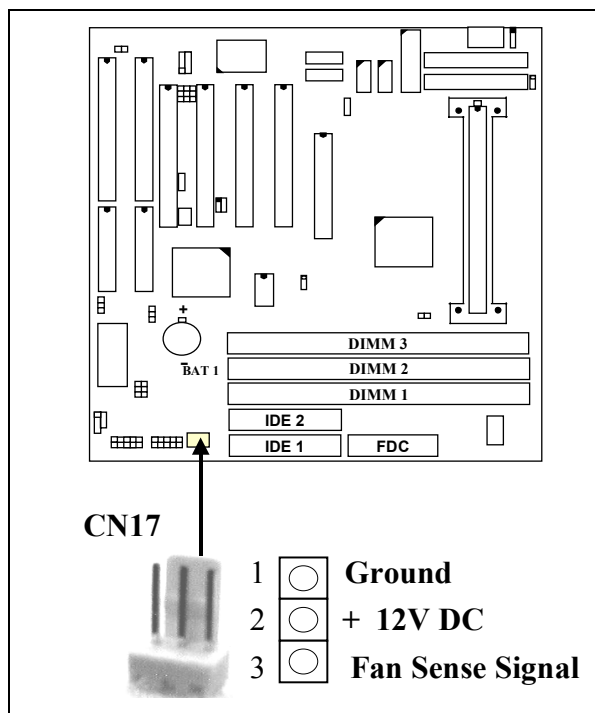 +
DIMM 3
BAT 1
DIMM 2
DIMM 1
IDE 2
IDE 1
FDC
CN17
1 Ground
2 + 12V DC
3 Fan Sense Signal